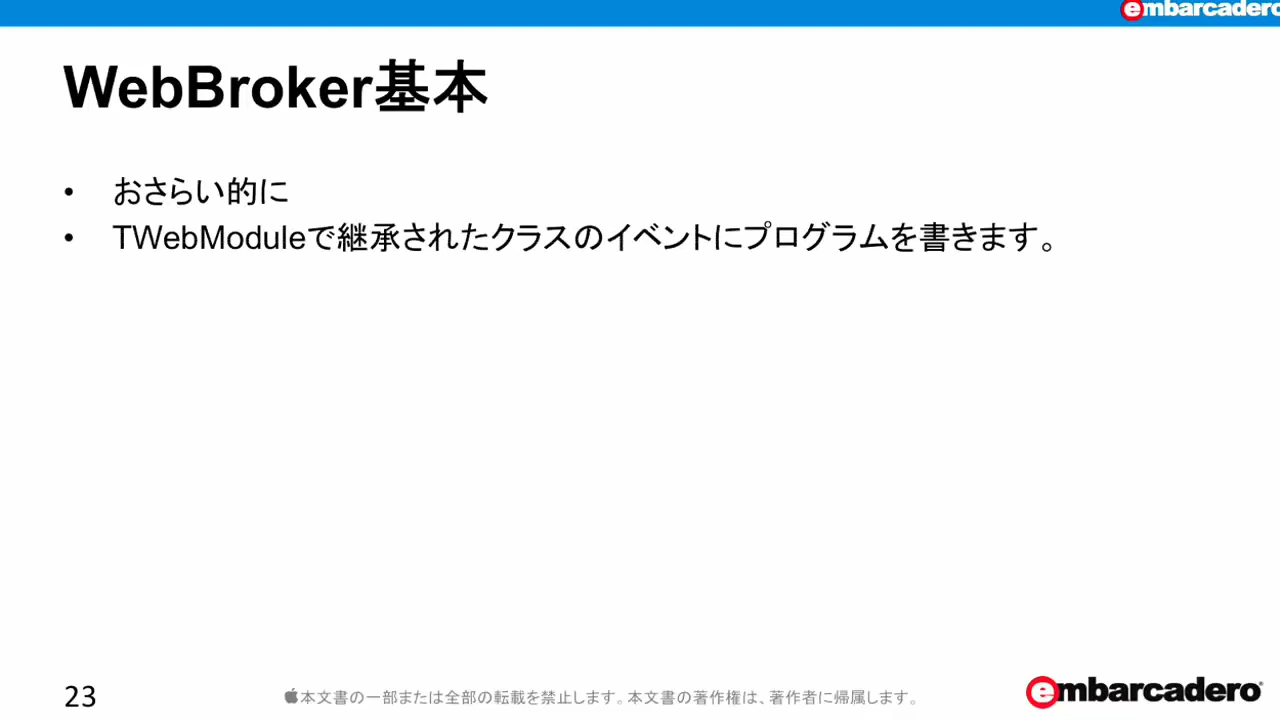 embarcadero
WebBroker基本
• おさらい的に
• TWebModuleで継承されたクラスのイベントにプログラムを書きます。
23
本文書の一部または全部の転載を禁止します。本文書の著作権は、著作者に帰属します。
embarcadero®